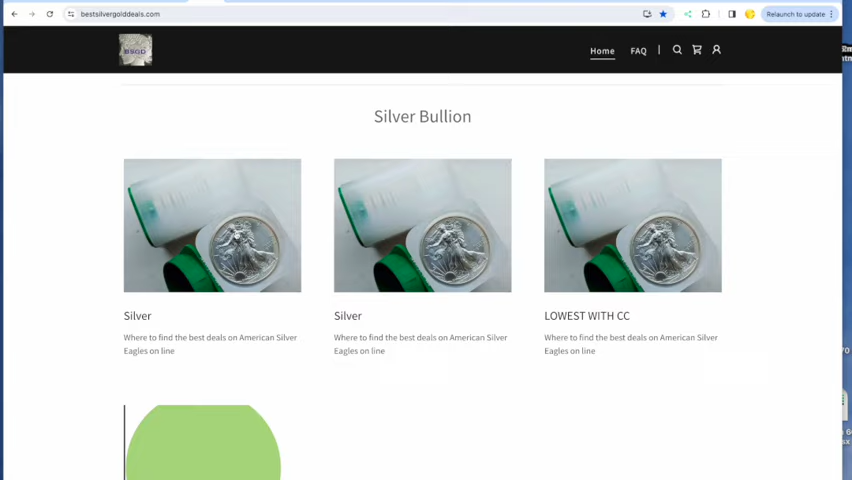 bestsilvergolddeals.com
Relaunch to update
BSGD
Home
FAQ
Silver Bullion
Silver
Where to find the best deals on American Silver
Eagles on line
Silver
Where to find the best deals on American Silver
Eagles on line
LOWEST WITH CC
Where to find the best deals on American Silver
Eagles on line
70